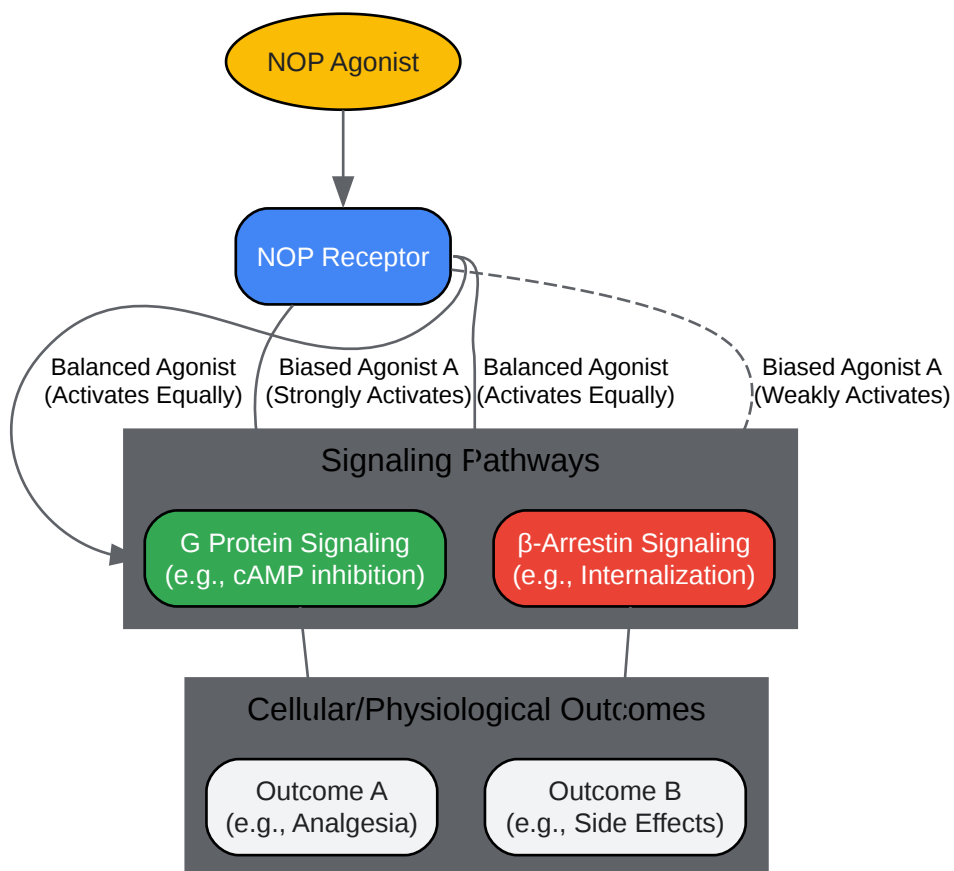 NOP Agonist
NOP Receptor
Balanced Agonist
(Activates Equally)
Biased Agonist A
(Strongly Activates)
Balanced Agonist
(Activates Equally)
Biased Agonist A
(Weakly Activates)
Signaling Pathways
G Protein Signaling
(e.g., cAMP inhibition)
β-Arrestin Signaling
(e.g., Internalization)
Cellular/Physiological Outcomes
Outcome A
(e.g., Analgesia)
Outcome B
(e.g., Side Effects)